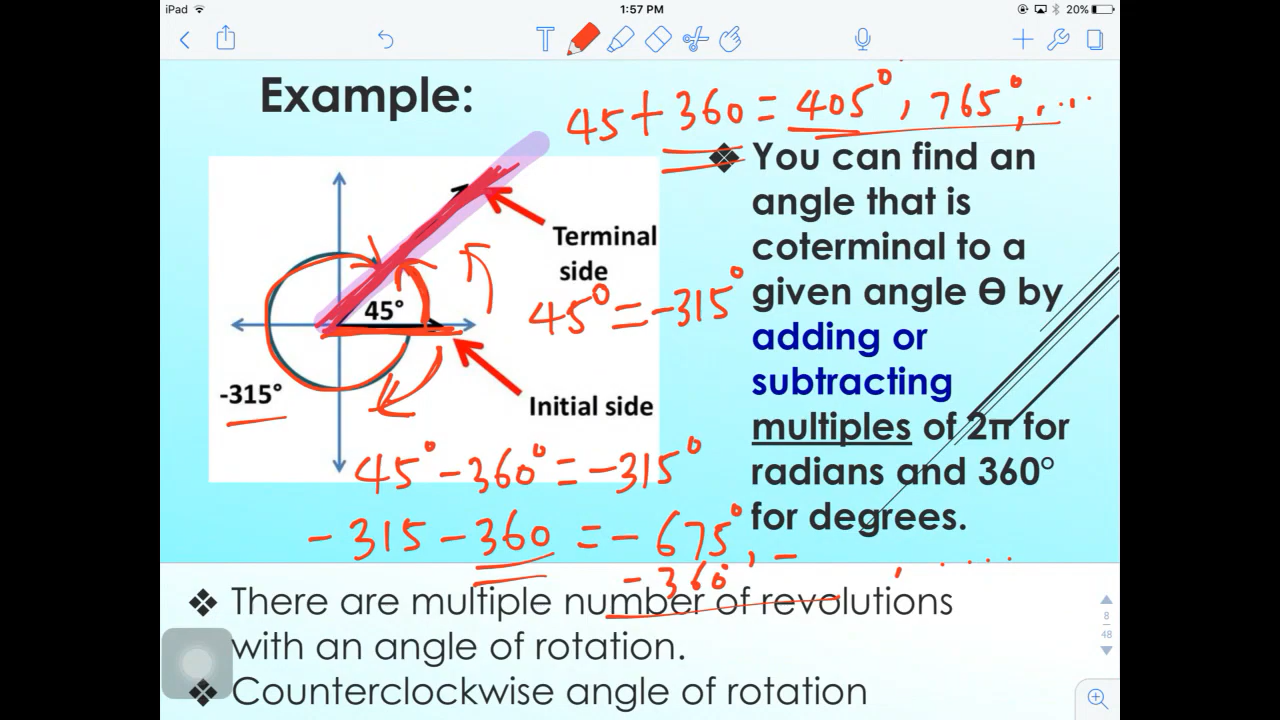 iPad 1:57 PM 20%
T
Example:
45 + 360 = 405°, 765°, ...
❖ You can find an
angle that is
coterminal to a
given angle Ɵ by
adding or
subtracting
multiples of 2π for
radians and 360°
for degrees.
Terminal
side
45°
45° = -315°
-315°
Initial side
45° - 360° = -315°
- 315 - 360 = - 675°, - , ....
- 360°
❖ There are multiple number of revolutions
with an angle of rotation.
❖ Counterclockwise angle of rotation
8
48